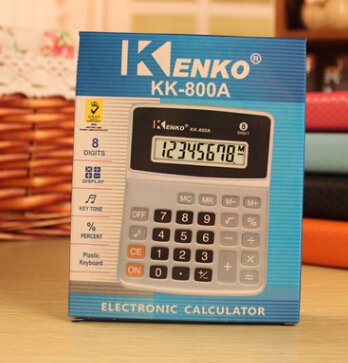 KENKO®
KK-800A
8
DIGITS
DISPLAY
KEY TONE
%
PERCENT
Plastic
Keyboard
KENKO KK-800A
8
DIGIT
12345678 M
MC MR M− M+
OFF 7 8 9 √ %
♪ 4 5 6 ÷
CE 1 2 3 + ×
ON 0 · +/− −
ELECTRONIC CALCULATOR